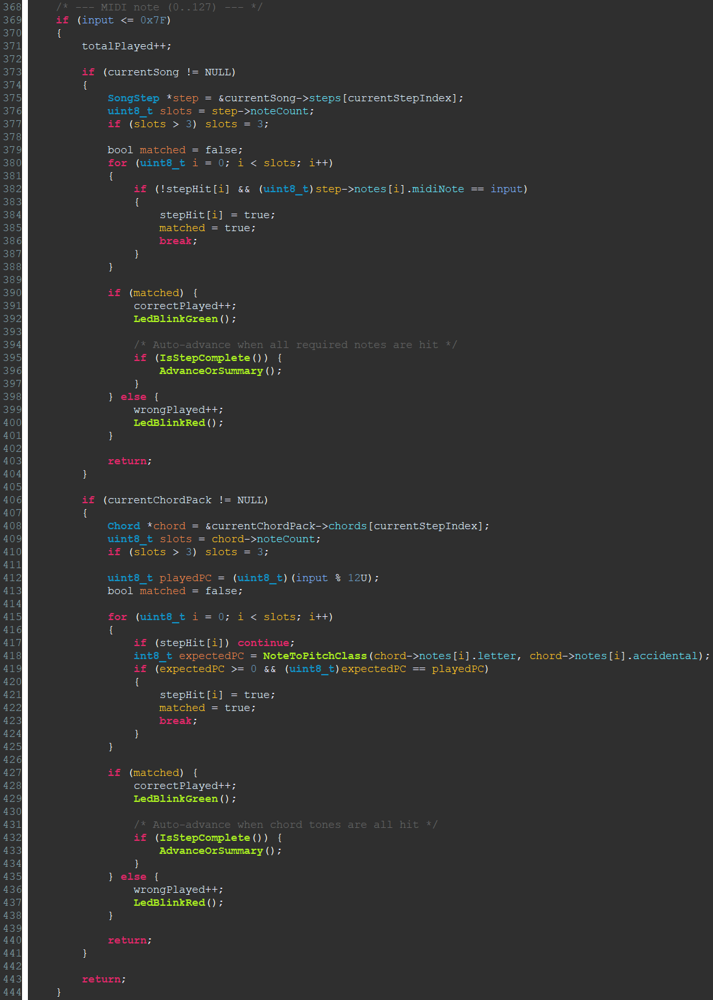 368     /* --- MIDI note (0..127) --- */
369     if (input <= 0x7F)
370     {
371         totalPlayed++;
372
373         if (currentSong != NULL)
374         {
375             SongStep *step = &currentSong->steps[currentStepIndex];
376             uint8_t slots = step->noteCount;
377             if (slots > 3) slots = 3;
378
379             bool matched = false;
380             for (uint8_t i = 0; i < slots; i++)
381             {
382                 if (!stepHit[i] && (uint8_t)step->notes[i].midiNote == input)
383                 {
384                     stepHit[i] = true;
385                     matched = true;
386                     break;
387                 }
388             }
389
390             if (matched) {
391                 correctPlayed++;
392                 LedBlinkGreen();
393
394                 /* Auto-advance when all required notes are hit */
395                 if (IsStepComplete()) {
396                     AdvanceOrSummary();
397                 }
398             } else {
399                 wrongPlayed++;
400                 LedBlinkRed();
401             }
402
403             return;
404         }
405
406         if (currentChordPack != NULL)
407         {
408             Chord *chord = &currentChordPack->chords[currentStepIndex];
409             uint8_t slots = chord->noteCount;
410             if (slots > 3) slots = 3;
411
412             uint8_t playedPC = (uint8_t)(input % 12U);
413             bool matched = false;
414
415             for (uint8_t i = 0; i < slots; i++)
416             {
417                 if (stepHit[i]) continue;
418                 int8_t expectedPC = NoteToPitchClass(chord->notes[i].letter, chord->notes[i].accidental);
419                 if (expectedPC >= 0 && (uint8_t)expectedPC == playedPC)
420                 {
421                     stepHit[i] = true;
422                     matched = true;
423                     break;
424                 }
425             }
426
427             if (matched) {
428                 correctPlayed++;
429                 LedBlinkGreen();
430
431                 /* Auto-advance when chord tones are all hit */
432                 if (IsStepComplete()) {
433                     AdvanceOrSummary();
434                 }
435             } else {
436                 wrongPlayed++;
437                 LedBlinkRed();
438             }
439
440             return;
441         }
442
443         return;
444     }